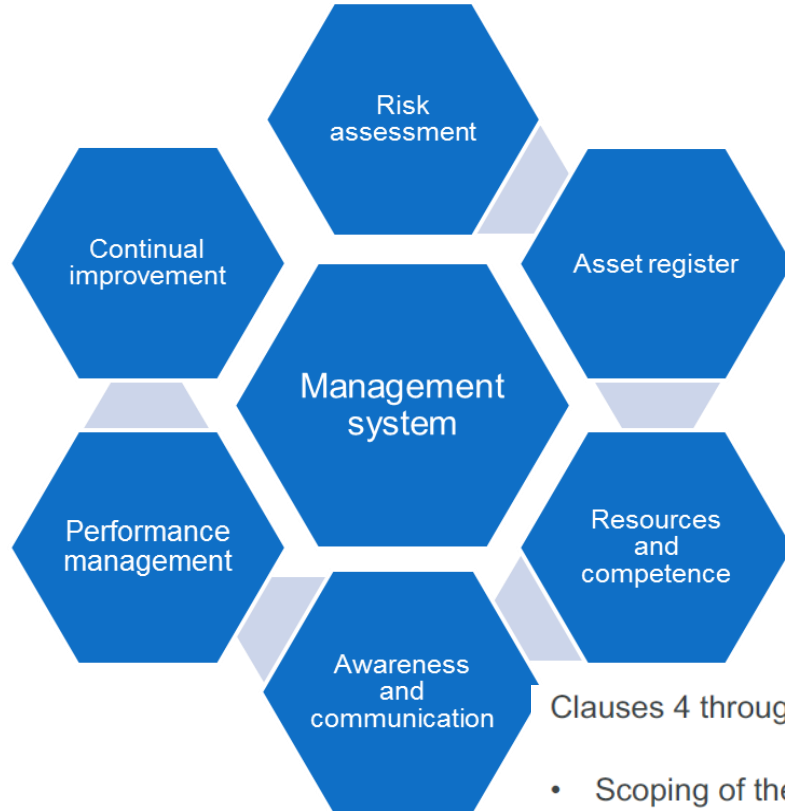 Risk
assessment
Continual
improvement
Asset register
Management
system
Performance
management
Resources
and
competence
Awareness
and
communication
Clauses 4 throug
• Scoping of the